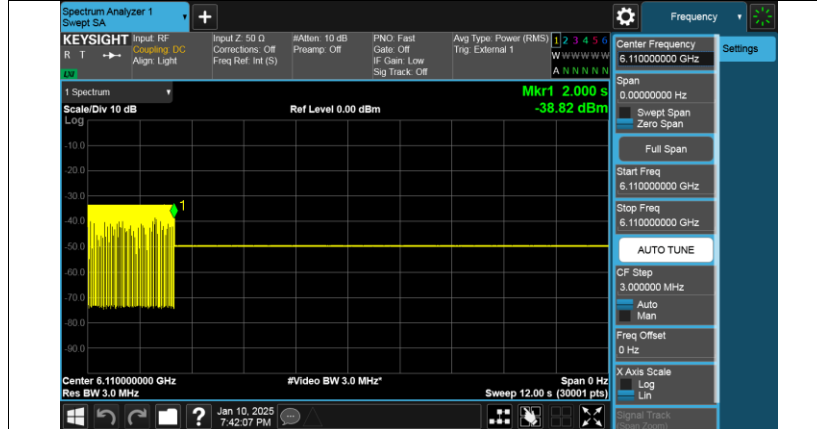 Spectrum Analyzer 1
Swept SA
+
Frequency
KEYSIGHT
R T
LXI
Input: RF
Coupling: DC
Align: Light
Input Z: 50 Ω
Corrections: Off
Freq Ref: Int (S)
#Atten: 10 dB
Preamp: Off
PNO: Fast
Gate: Off
IF Gain: Low
Sig Track: Off
Avg Type: Power (RMS)
Trig: External 1
1 2 3 4 5 6
W W W W W W
A N N N N N
Center Frequency
6.110000000 GHz
Settings
Span
0.00000000 Hz
Swept Span
Zero Span
Full Span
Start Freq
6.110000000 GHz
Stop Freq
6.110000000 GHz
AUTO TUNE
CF Step
3.000000 MHz
Auto
Man
Freq Offset
0 Hz
X Axis Scale
Log
Lin
Signal Track
(Span Zoom)
1 Spectrum
Scale/Div 10 dB
Ref Level 0.00 dBm
Mkr1 2.000 s
-38.82 dBm
Log
-10.0
-20.0
-30.0
-40.0
-50.0
-60.0
-70.0
-80.0
-90.0
1
Center 6.110000000 GHz
#Video BW 3.0 MHz*
Span 0 Hz
Res BW 3.0 MHz
Sweep 12.00 s (30001 pts)
?
Jan 10, 2025
7:42:07 PM